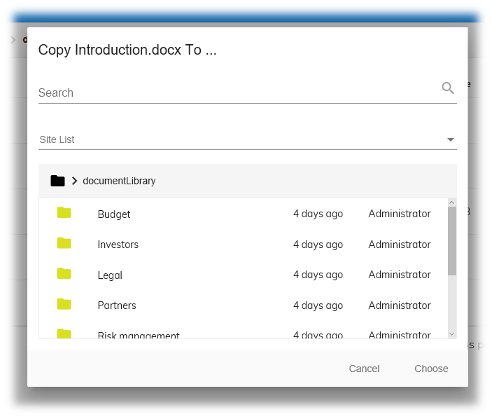 Copy Introduction.docx To ...
Search
Site List
documentLibrary
Budget 4 days ago Administrator
Investors 4 days ago Administrator
Legal 4 days ago Administrator
Partners 4 days ago Administrator
Risk management 4 days ago Administrator
Cancel Choose